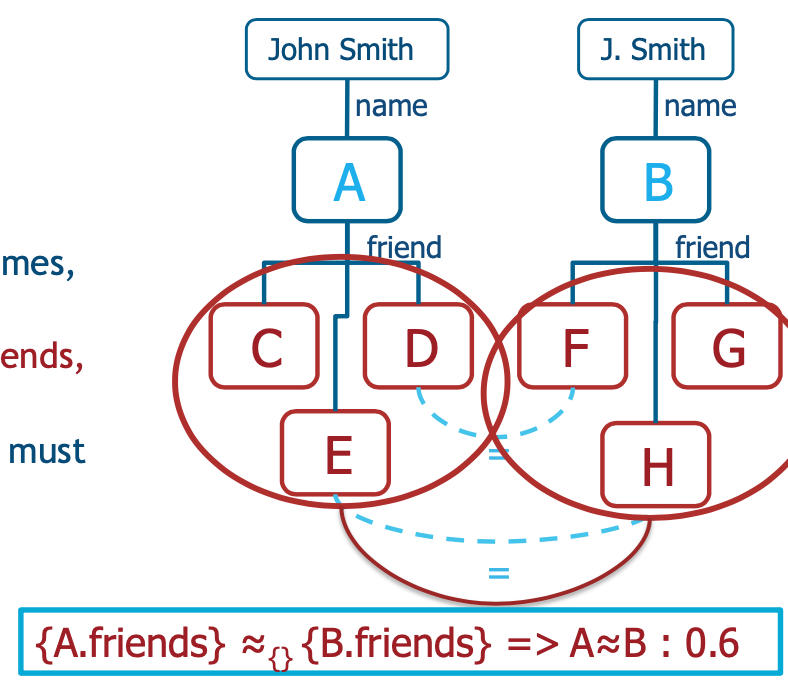 John Smith
J. Smith
name
name
A
B
friend
friend
mes,
C
D
F
G
ends,
=
must
E
H
=
{A.friends} ≈{} {B.friends} => A≈B : 0.6